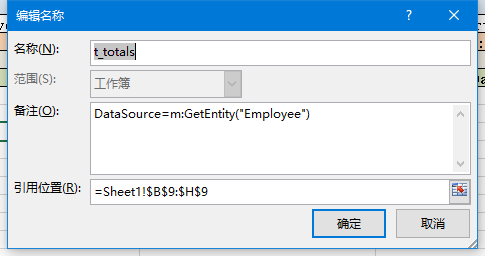 编辑名称
名称(N):
t_totals
范围(S):
工作簿
备注(O):
DataSource=m:GetEntity("Employee")
引用位置(R):
=Sheet1!$B$9:$H$9
确定
取消